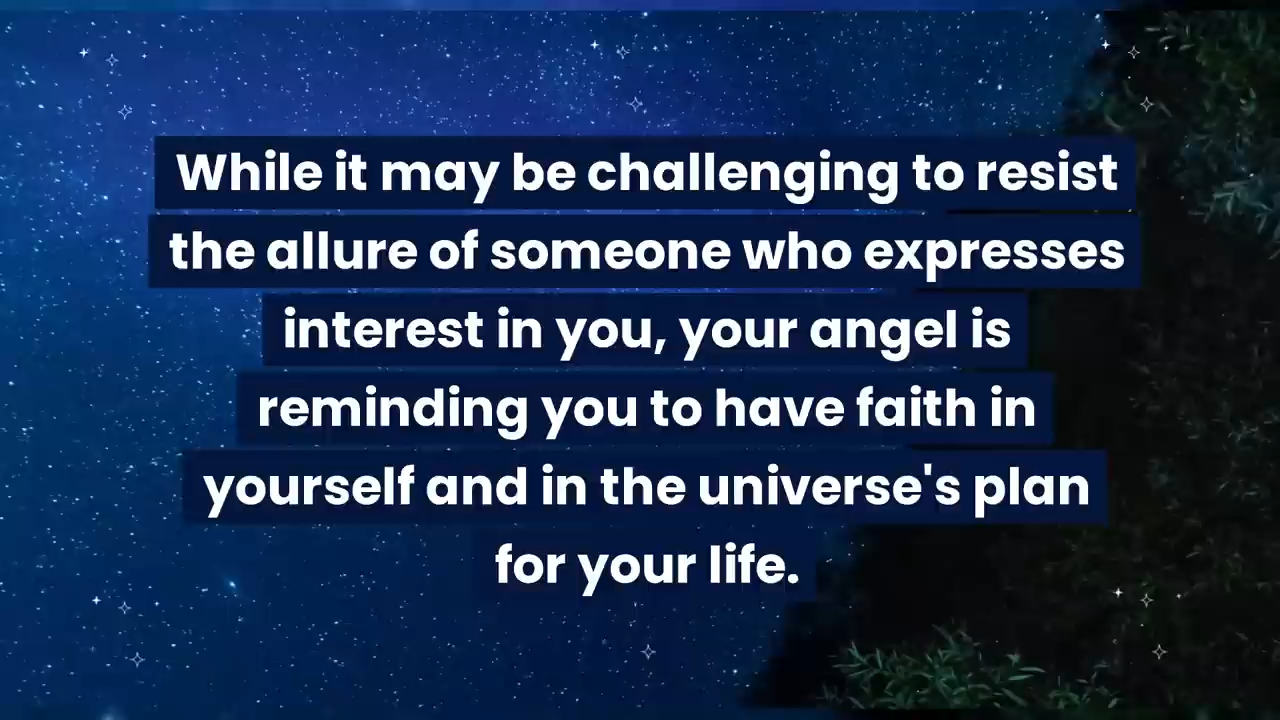 While it may be challenging to resist
the allure of someone who expresses
interest in you, your angel is
reminding you to have faith in
yourself and in the universe's plan
for your life.